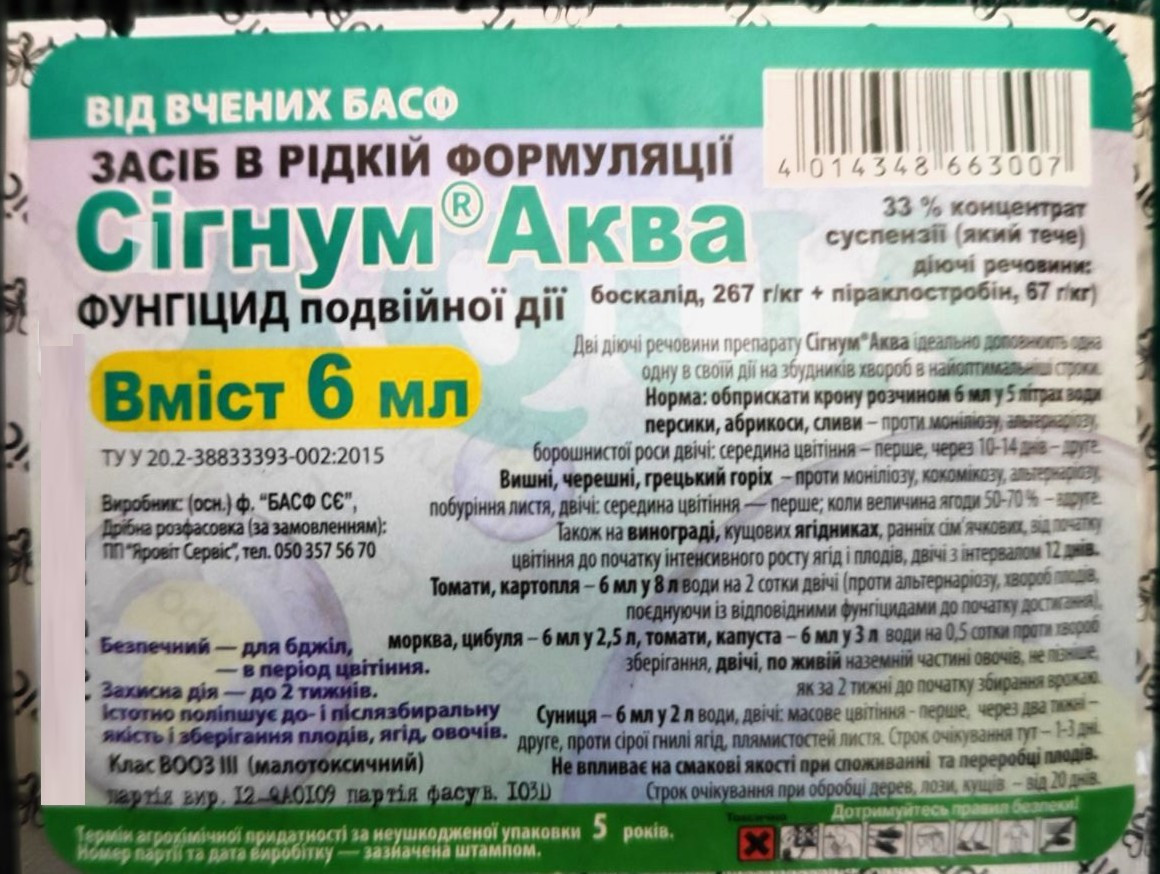 ВІД ВЧЕНИХ БАСФ
ЗАСІБ В РІДКІЙ ФОРМУЛЯЦІЇ
Сігнум® Аква
ФУНГІЦИД подвійної дії
Вміст 6 мл
4 014348 663007
33 % концентрат
суспензії (який тече)
діючі речовини:
боскалід, 267 г/кг + піраклостробін, 67 г/кг)
ТУ У 20.2-38833393-002:2015
Виробник: (осн.) ф. "БАСФ СЄ",
Дрібна розфасовка (за замовленням):
ПП "Яровіт Сервіс", тел. 050 357 56 70
Дві діючі речовини препарату Сігнум®Аква ідеально доповнюють одна
одну в своїй дії на збудників хвороб в найоптимальніші строки.
Норма: обприскати крону розчином 6 мл у 5 літрах води
персики, абрикоси, сливи – проти моніліозу, альтернаріозу,
борошнистої роси двічі: середина цвітіння – перше, через 10-14 днів – друге.
Вишні, черешні, грецький горіх – проти моніліозу, кокомікозу, альтернаріозу,
побуріння листя, двічі: середина цвітіння — перше; коли величина ягоди 50-70 % – вдруге.
Також на винограді, кущових ягідниках, ранніх сім'ячкових, від початку
цвітіння до початку інтенсивного росту ягід і плодів, двічі з інтервалом 12 днів.
Томати, картопля – 6 мл у 8 л води на 2 сотки двічі (проти альтернаріозу, хвороб плодів,
поєднуючи із відповідними фунгіцидами до початку достигання),
морква, цибуля – 6 мл у 2,5 л, томати, капуста – 6 мл у 3 л води на 0,5 сотки проти хвороб
зберігання, двічі, по живій наземній частині овочів, не пізніше,
як за 2 тижні до початку збирання врожаю.
Суниця – 6 мл у 2 л води, двічі: масове цвітіння - перше, через два тижні –
друге, проти сірої гнилі ягід, плямистостей листя. Строк очікування тут – 1-3 дні.
Не впливає на смакові якості при споживанні та переробці плодів.
Строк очікування при обробці дерев, лози, кущів – від 20 днів.
Безпечний — для бджіл,
— в період цвітіння.
Захисна дія — до 2 тижнів.
Істотно поліпшує до- і післязбиральну
якість і зберігання плодів, ягід, овочів.
Клас ВООЗ III (малотоксичний)
партія вир. І2 партія фасув. ІОЗД
Термін агрохімічної придатності за неушкодженої упаковки 5 років.
Номер партії та дата виробітку — зазначена штампом.
Дотримуйтесь правил безпеки!